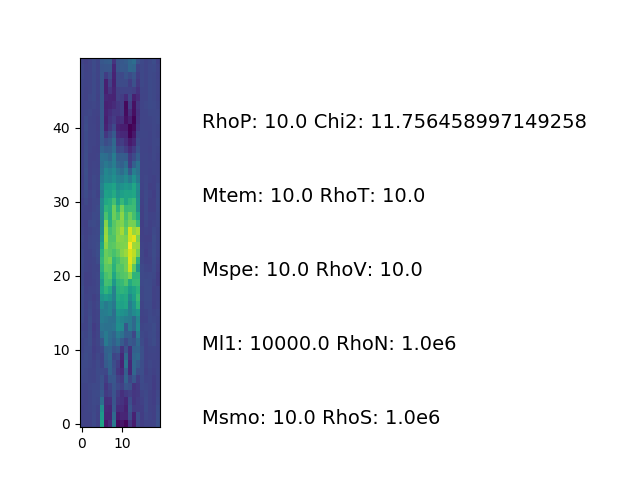 RhoP: 10.0 Chi2: 11.756458997149258
40
Mtem: 10.0 RhoT: 10.0
30
Mspe: 10.0 RhoV: 10.0
20
Ml1: 10000.0 RhoN: 1.0e6
10
Msmo: 10.0 RhoS: 1.0e6
0
0 10